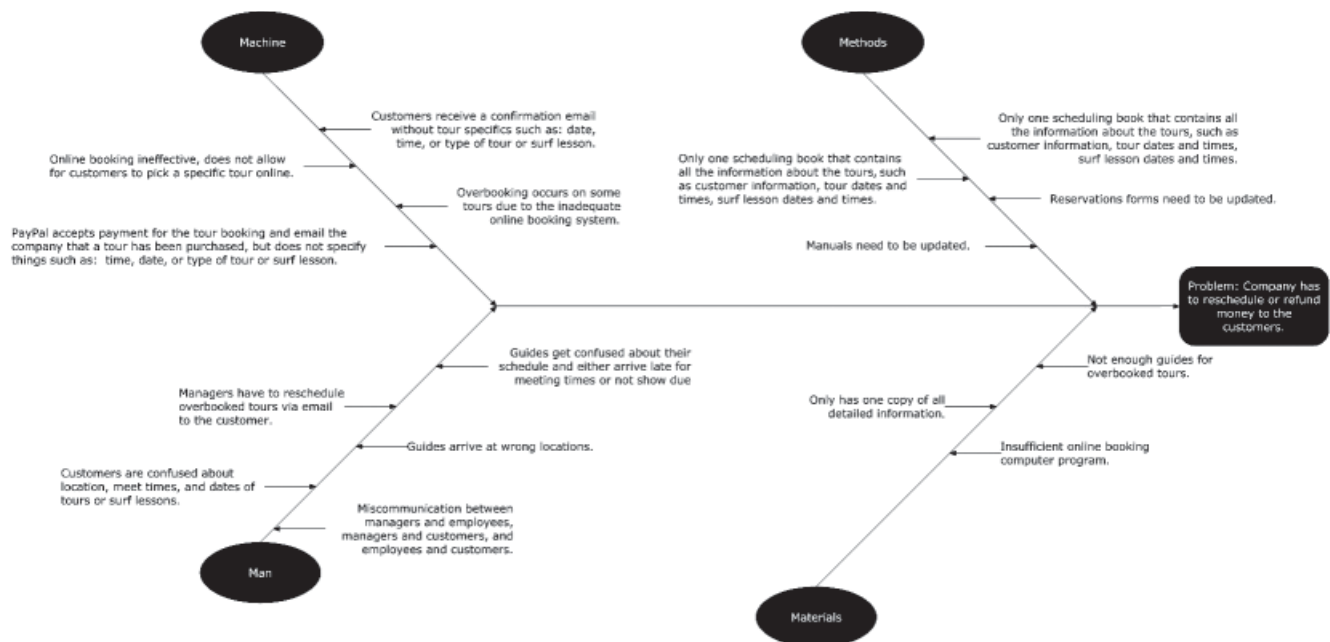 Machine
Customers receive a confirmation email
without tour specifics such as: date,
time, or type of tour or surf lesson.
Online booking ineffective, does not allow
for customers to pick a specific tour online.
Overbooking occurs on some
tours due to the inadequate
online booking system.
PayPal accepts payment for the tour booking and email the
company that a tour has been purchased, but does not specify
things such as: time, date, or type of tour or surf lesson.
Methods
Only one scheduling book that contains all
the information about the tours, such as
customer information, tour dates and times,
surf lesson dates and times.
Only one scheduling book that contains
all the information about the tours, such
as customer information, tour dates and
times, surf lesson dates and times.
Reservations forms need to be updated.
Manuals need to be updated.
Problem: Company has
to reschedule or refund
money to the
customers.
Guides get confused about their
schedule and either arrive late for
meeting times or not show due
Managers have to reschedule
overbooked tours via email
to the customer.
Guides arrive at wrong locations.
Customers are confused about
location, meet times, and dates of
tours or surf lessons.
Miscommunication between
managers and employees,
managers and customers, and
employees and customers.
Man
Not enough guides for
overbooked tours.
Only has one copy of all
detailed information.
Insufficient online booking
computer program.
Materials